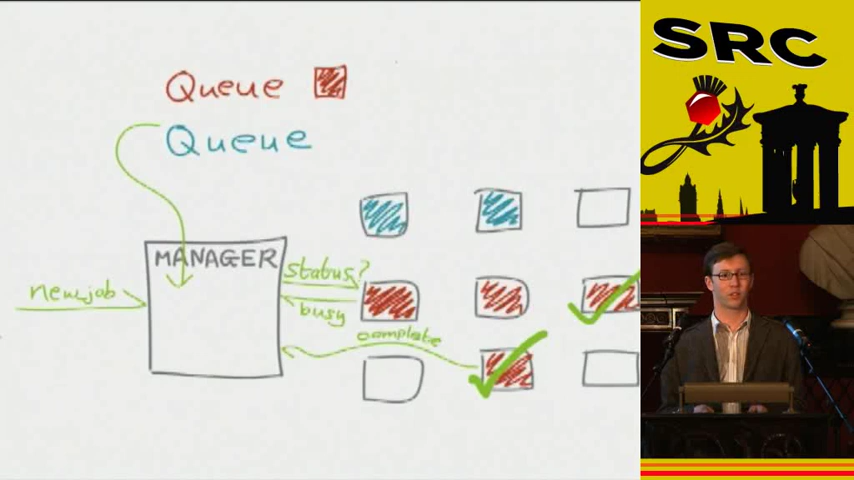 SRC
Queue
Queue
MANAGER
status?
new job
busy
complete